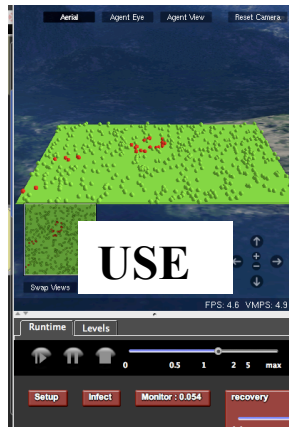 Aerial Agent Eye Agent View Reset Camera
USE
Swap Views
FPS: 4.6 VMPS: 4.9
Runtime Levels
0 0.5 1 2 5 max
Setup Infect Monitor : 0.054 recovery